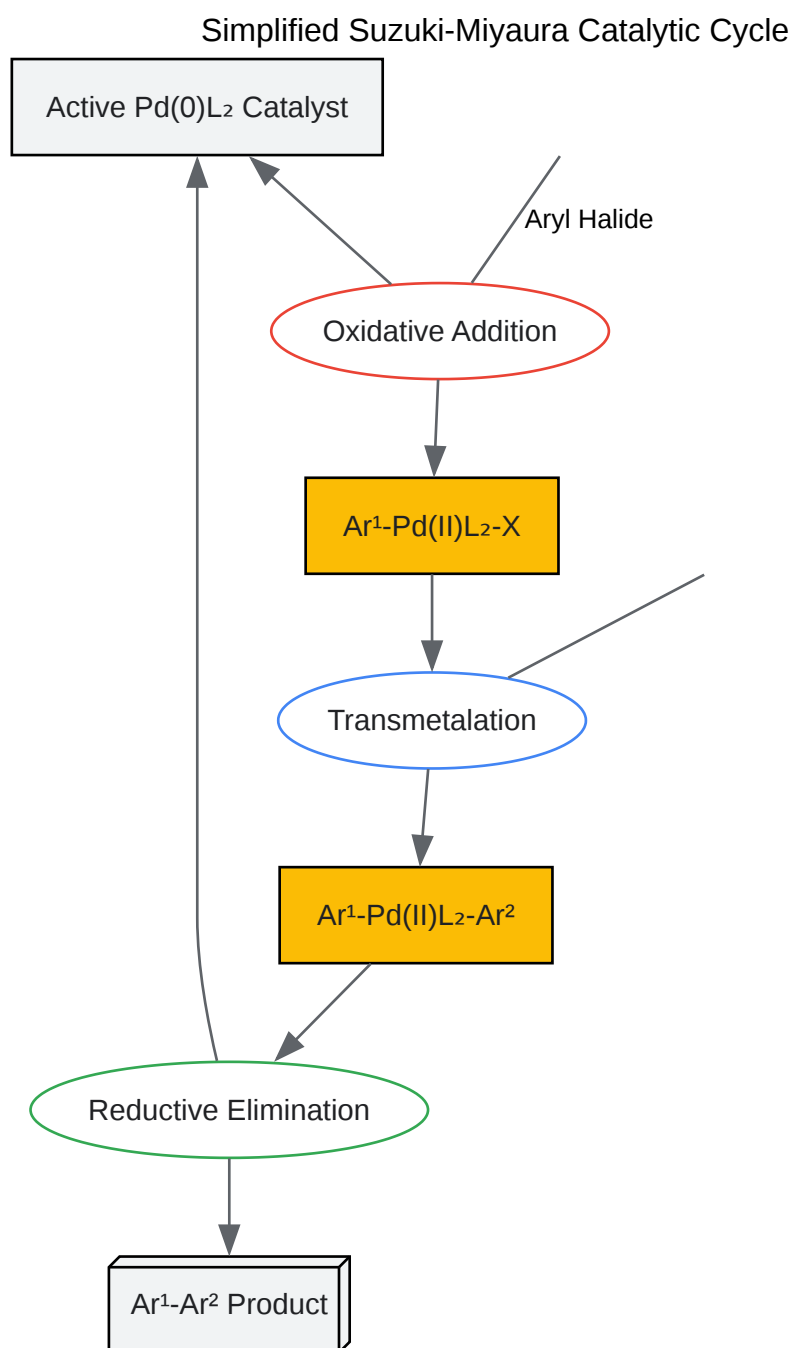 Simplified Suzuki-Miyaura Catalytic Cycle
Active Pd(0)L₂ Catalyst
Aryl Halide
Oxidative Addition
Ar¹-Pd(II)L₂-X
Transmetalation
Ar¹-Pd(II)L₂-Ar²
Reductive Elimination
Ar¹-Ar² Product